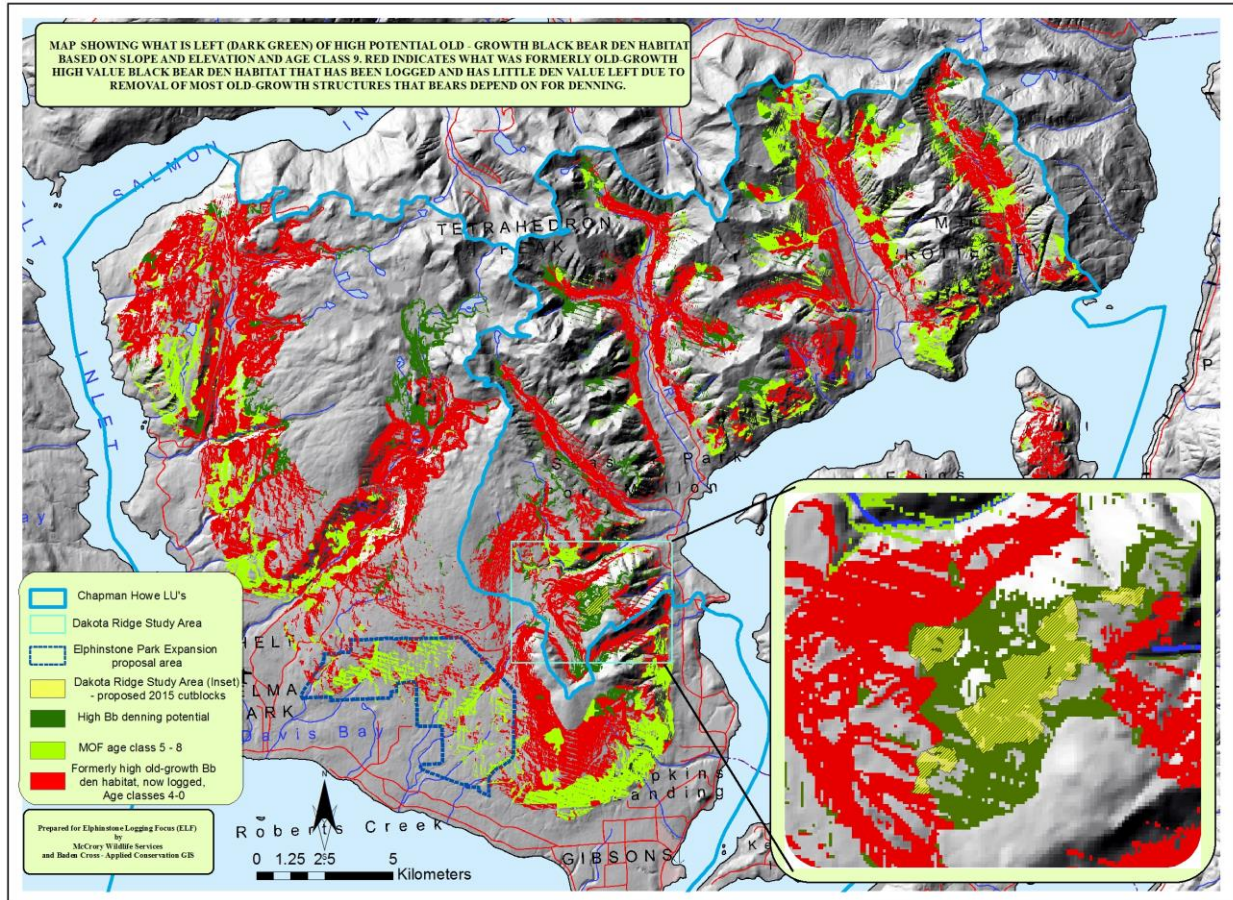 MAP SHOWING WHAT IS LEFT (DARK GREEN) OF HIGH POTENTIAL OLD - GROWTH BLACK BEAR DEN HABITAT
BASED ON SLOPE AND ELEVATION AND AGE CLASS 9. RED INDICATES WHAT WAS FORMERLY OLD-GROWTH
HIGH VALUE BLACK BEAR DEN HABITAT THAT HAS BEEN LOGGED AND HAS LITTLE DEN VALUE LEFT DUE TO
REMOVAL OF MOST OLD-GROWTH STRUCTURES THAT BEARS DEPEND ON FOR DENNING.
SALMON IN
TETRAHEDRON
PEAK
INLET
Chapman Howe LU's
Dakota Ridge Study Area
Elphinstone Park Expansion
proposal area
Dakota Ridge Study Area (Inset)
- proposed 2015 cutblocks
High Bb denning potential
MOF age class 5 - 8
Formerly high old-growth Bb
den habitat, now logged,
Age classes 4-0
Davis Bay
Prepared for Elphinstone Logging Focus (ELF)
by
McCrory Wildlife Services
and Baden Cross - Applied Conservation GIS
N
Roberts Creek
GIBSONS
0 1.25 2.5 5
Kilometers